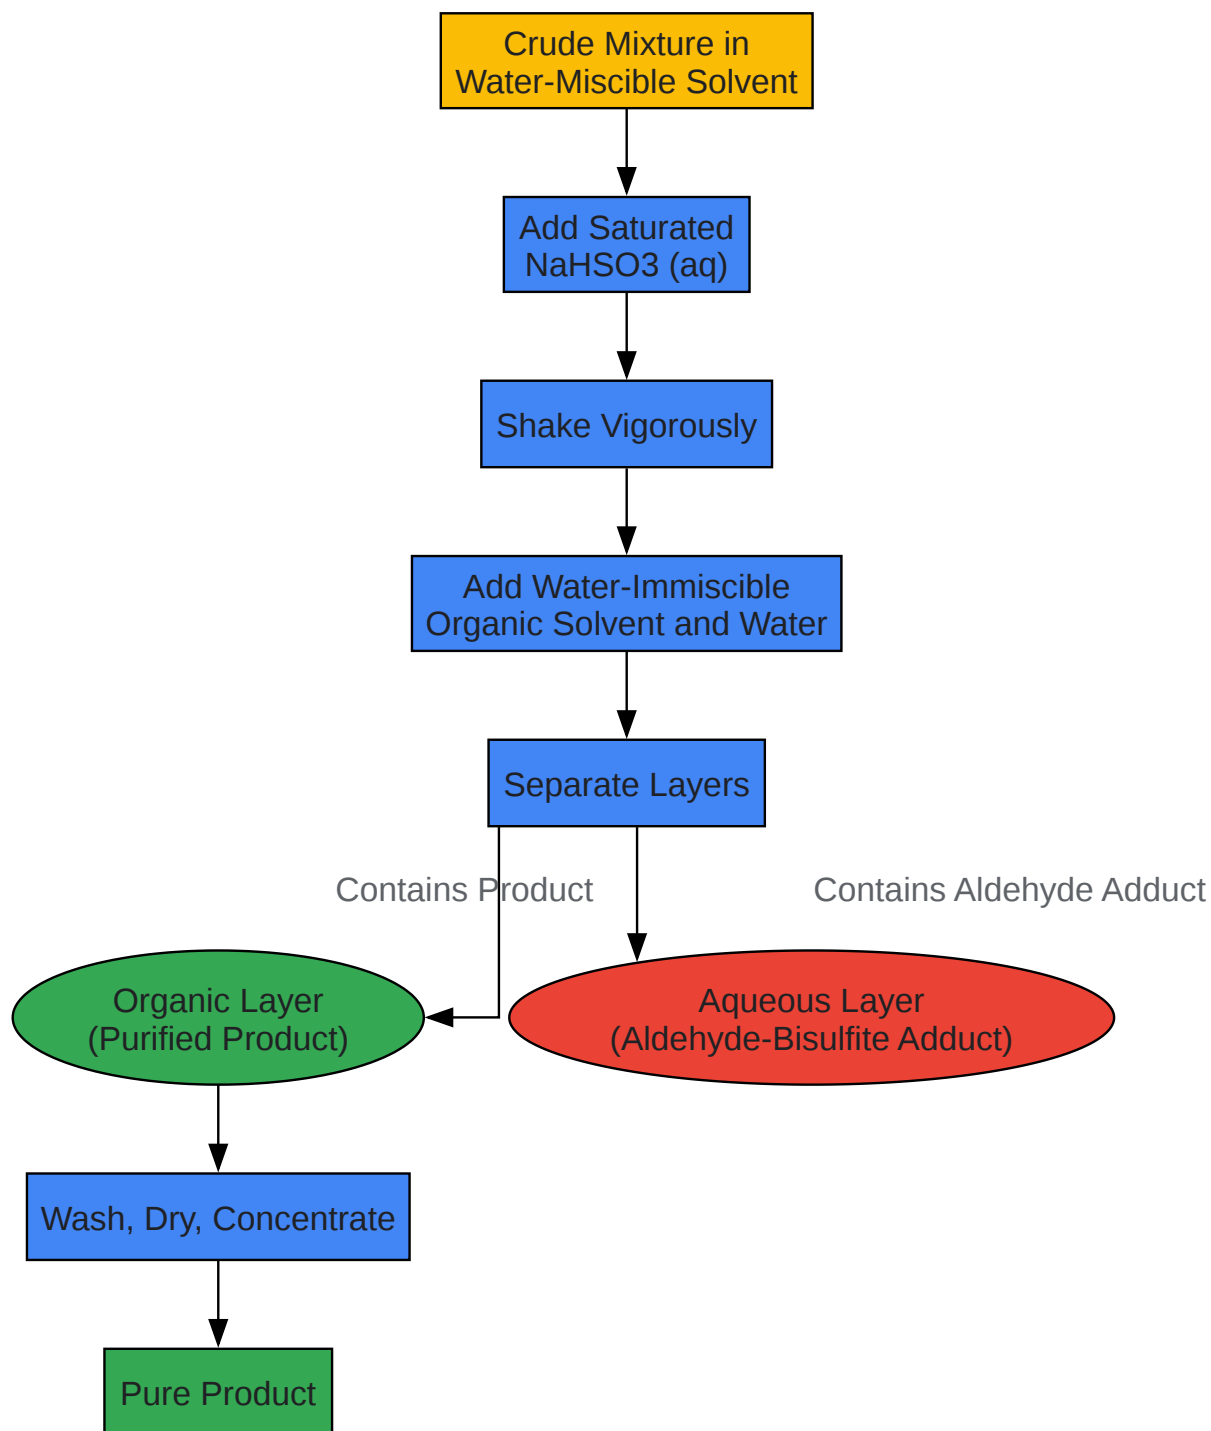 Crude Mixture in
Water-Miscible Solvent
Add Saturated
NaHSO3 (aq)
Shake Vigorously
Add Water-Immiscible
Organic Solvent and Water
Separate Layers
Contains Product
Contains Aldehyde Adduct
Organic Layer
(Purified Product)
Aqueous Layer
(Aldehyde-Bisulfite Adduct)
Wash, Dry, Concentrate
Pure Product